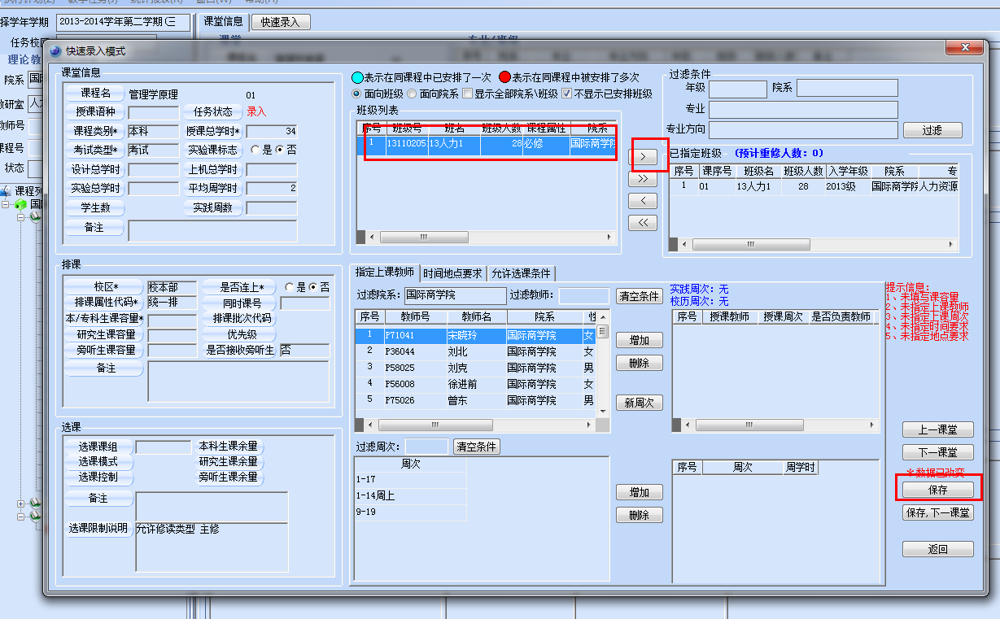 择学年学期 2013-2014学年第二学期(三
课堂信息 快速录入
任务校区
理论教
院系 国
教研室 人
教师号
课程号
状态
课程列
国
快速录入模式
课堂信息
课程名 管理学原理 01
授课语种 任务状态 录入
课程类别* 本科 授课总学时* 34
考试类型* 考试 实验课标志 是 否
设计总学时 上机总学时
实验总学时 平均周学时 2
学生数 实践周数
备注
表示在同课程中已安排了一次 表示在同课程中被安排了多次
面向班级 面向院系 显示全部院系\班级 不显示已安排班级
班级列表
序号 班级号 班名 班级人数 课程属性 院系
1 13110205 13人力1 28 必修 国际商学院
>
>>
<
<<
过滤条件
年级 院系
专业
专业方向 过滤
已指定班级 (预计重修人数：0)
序号 课序号 班级名 班级人数 入学年级 院系 专
1 01 13人力1 28 2013级 国际商学院 人力资源
排课
校区* 校本部 是否连上* 是 否
排课属性代码* 统一排 同时课号
本/专科生课容量* 排课批次代码
研究生课容量 优先级
旁听生课容量 是否接收旁听生 否
备注
选课
选课课组 本科生课余量
选课模式 研究生课余量
选课控制 旁听生课余量
备注
选课限制说明 允许修读类型 主修
指定上课教师 时间地点要求 允许选课条件
过滤院系： 国际商学院 过滤教师： 清空条件
序号 教师号 教师名 院系 性
1 P71041 宋晓玲 国际商学院 女
2 P36044 刘北 国际商学院 女
3 P58025 刘克 国际商学院 男
4 P56008 徐进前 国际商学院 女
5 P75026 曾东 国际商学院 男
增加
删除
新周次
过滤周次： 清空条件
周次
1-17
1-14周上
9-19
增加
删除
实践周次：无
校历周次：无
序号 授课教师 授课周次 是否负责教师
序号 周次 周学时
提示信息：
1、未填写课容量
2、未指定上课教师
3、未指定上课周次
4、未指定时间要求
5、未指定地点要求
上一课堂
下一课堂
*数据已改变
保存
保存,下一课堂
返回